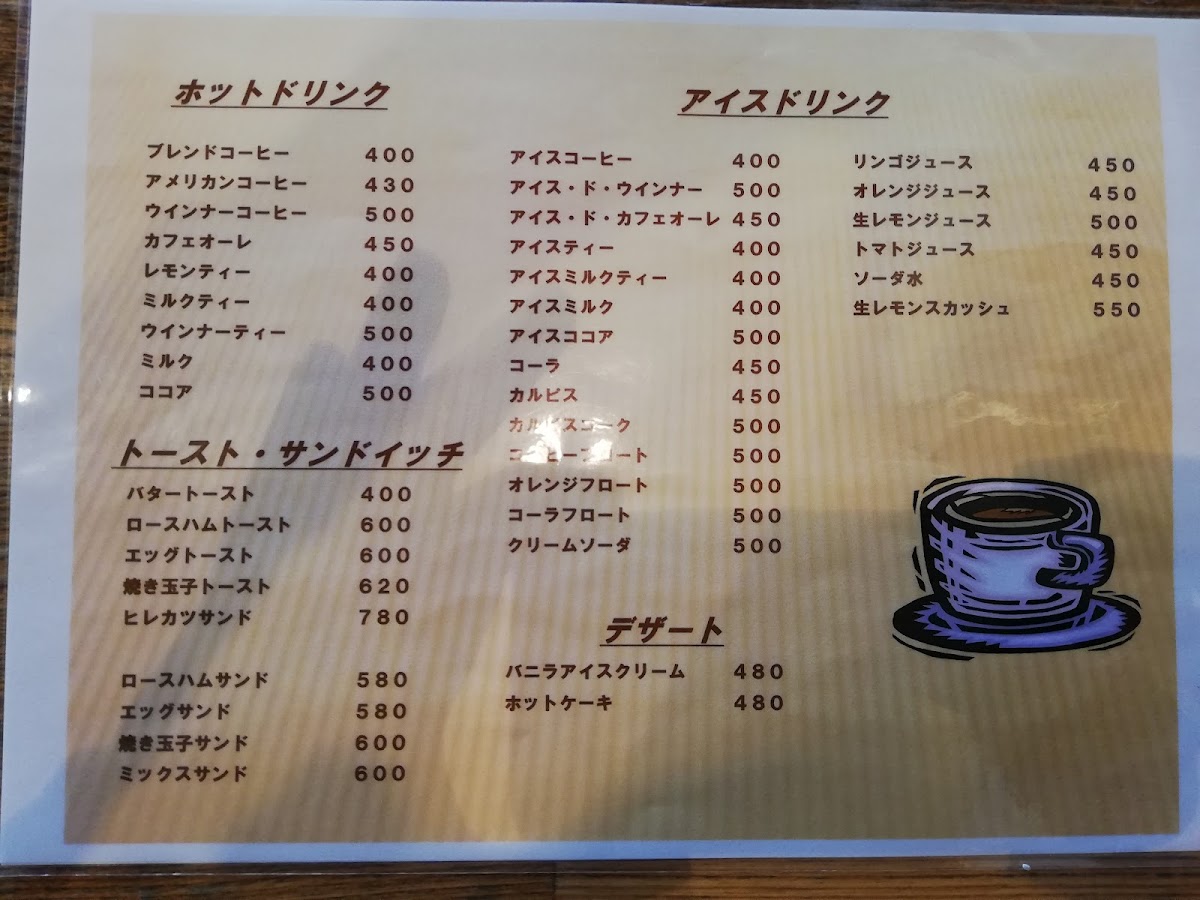 ホットドリンク
ブレンドコーヒー 400
アメリカンコーヒー 430
ウインナーコーヒー 500
カフェオーレ 450
レモンティー 400
ミルクティー 400
ウインナーティー 500
ミルク 400
ココア 500
トースト・サンドイッチ
バタートースト 400
ロースハムトースト 600
エッグトースト 600
焼き玉子トースト 620
ヒレカツサンド 780
ロースハムサンド 580
エッグサンド 580
焼き玉子サンド 600
ミックスサンド 600
アイスドリンク
アイスコーヒー 400
アイス・ド・ウインナー 500
アイス・ド・カフェオーレ 450
アイスティー 400
アイスミルクティー 400
アイスミルク 400
アイスココア 500
コーラ 450
カルピス 450
カルピスコーク 500
コーヒーフロート 500
オレンジフロート 500
コーラフロート 500
クリームソーダ 500
リンゴジュース 450
オレンジジュース 450
生レモンジュース 500
トマトジュース 450
ソーダ水 450
生レモンスカッシュ 550
デザート
バニラアイスクリーム 480
ホットケーキ 480